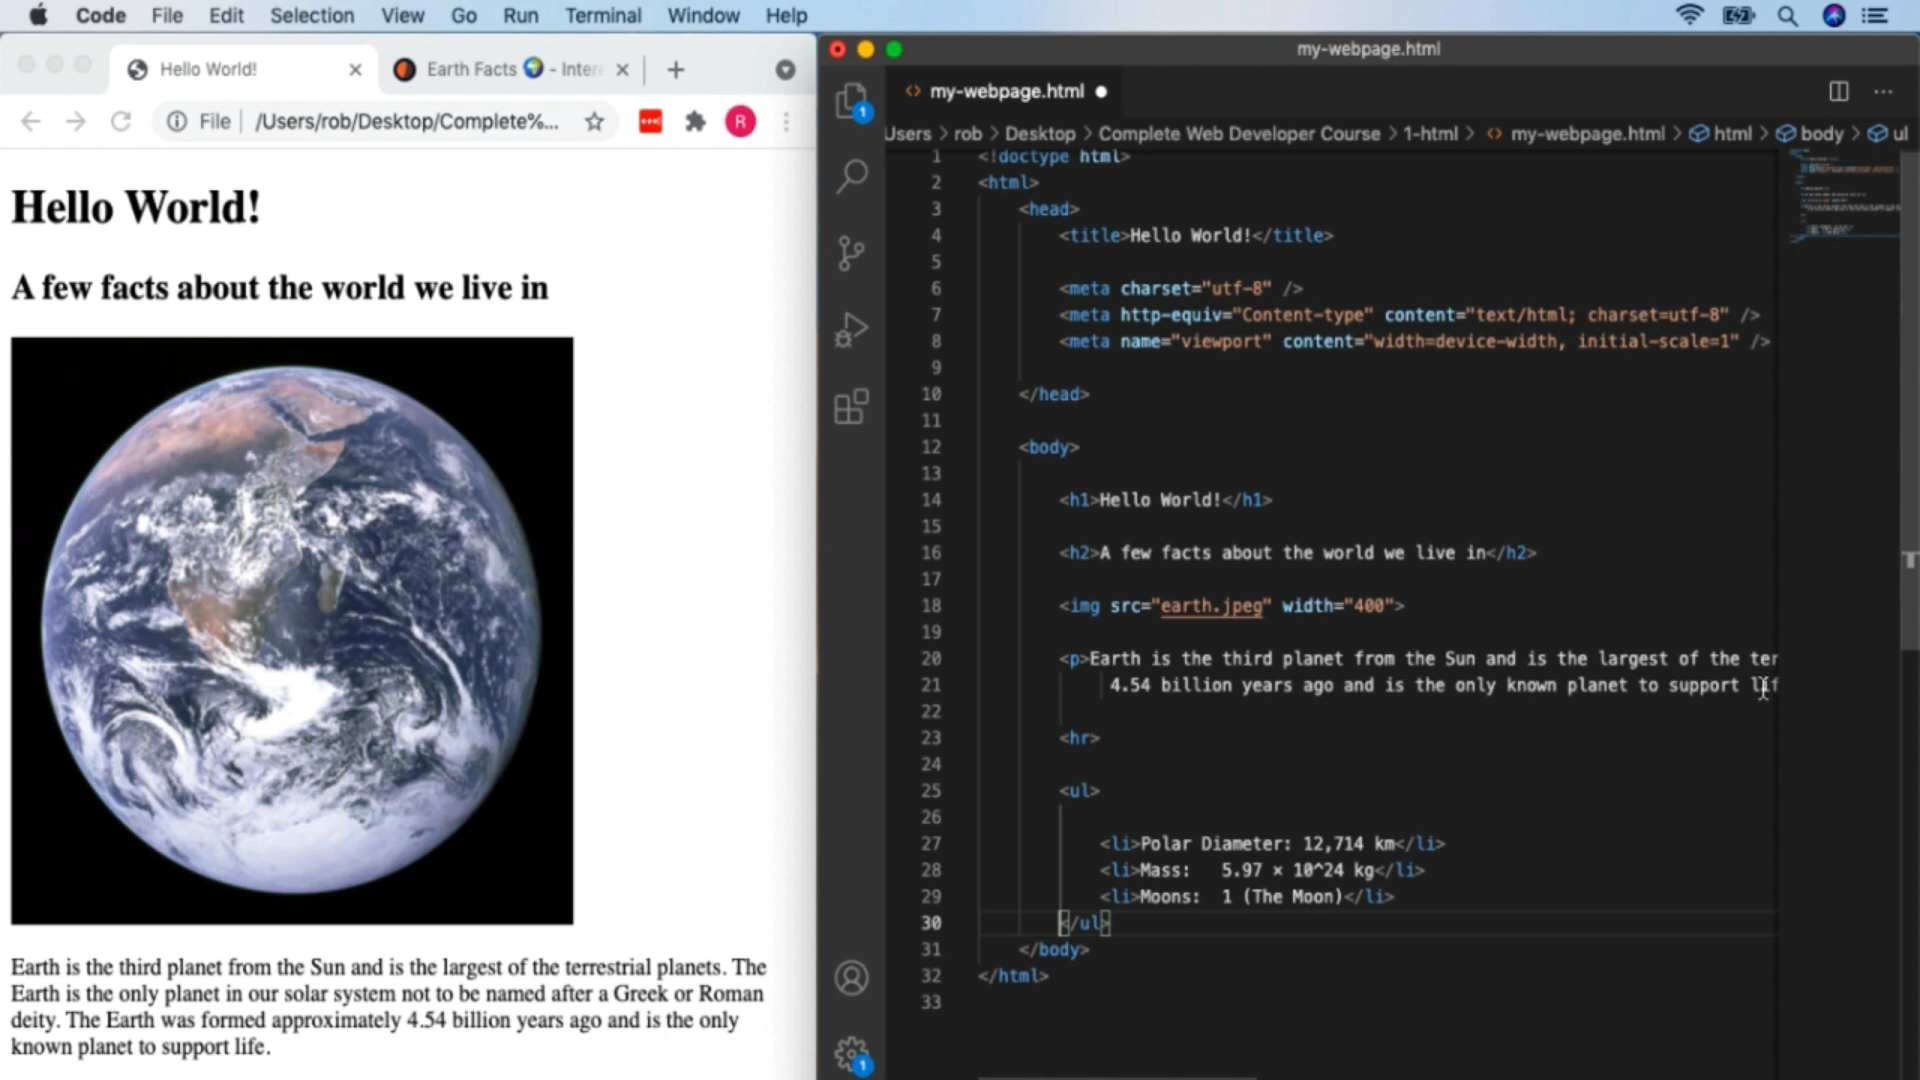 Code File Edit Selection View Go Run Terminal Window Help
Hello World!
Earth Facts 🌍 - Inter
File /Users/rob/Desktop/Complete%...
R
Hello World!
A few facts about the world we live in
Earth is the third planet from the Sun and is the largest of the terrestrial planets. The
Earth is the only planet in our solar system not to be named after a Greek or Roman
deity. The Earth was formed approximately 4.54 billion years ago and is the only
known planet to support life.
my-webpage.html
my-webpage.html
1
Users > rob > Desktop > Complete Web Developer Course > 1-html > my-webpage.html > html > body > ul
1 <!doctype html>
2 <html>
3 <head>
4 <title>Hello World!</title>
5
6 <meta charset="utf-8" />
7 <meta http-equiv="Content-type" content="text/html; charset=utf-8" />
8 <meta name="viewport" content="width=device-width, initial-scale=1" />
9
10 </head>
11
12 <body>
13
14 <h1>Hello World!</h1>
15
16 <h2>A few facts about the world we live in</h2>
17
18 <img src="earth.jpeg" width="400">
19
20 <p>Earth is the third planet from the Sun and is the largest of the ter
21 4.54 billion years ago and is the only known planet to support lif
22
23 <hr>
24
25 <ul>
26
27 <li>Polar Diameter: 12,714 km</li>
28 <li>Mass: 5.97 × 10^24 kg</li>
29 <li>Moons: 1 (The Moon)</li>
30 </ul>
31 </body>
32 </html>
33
1